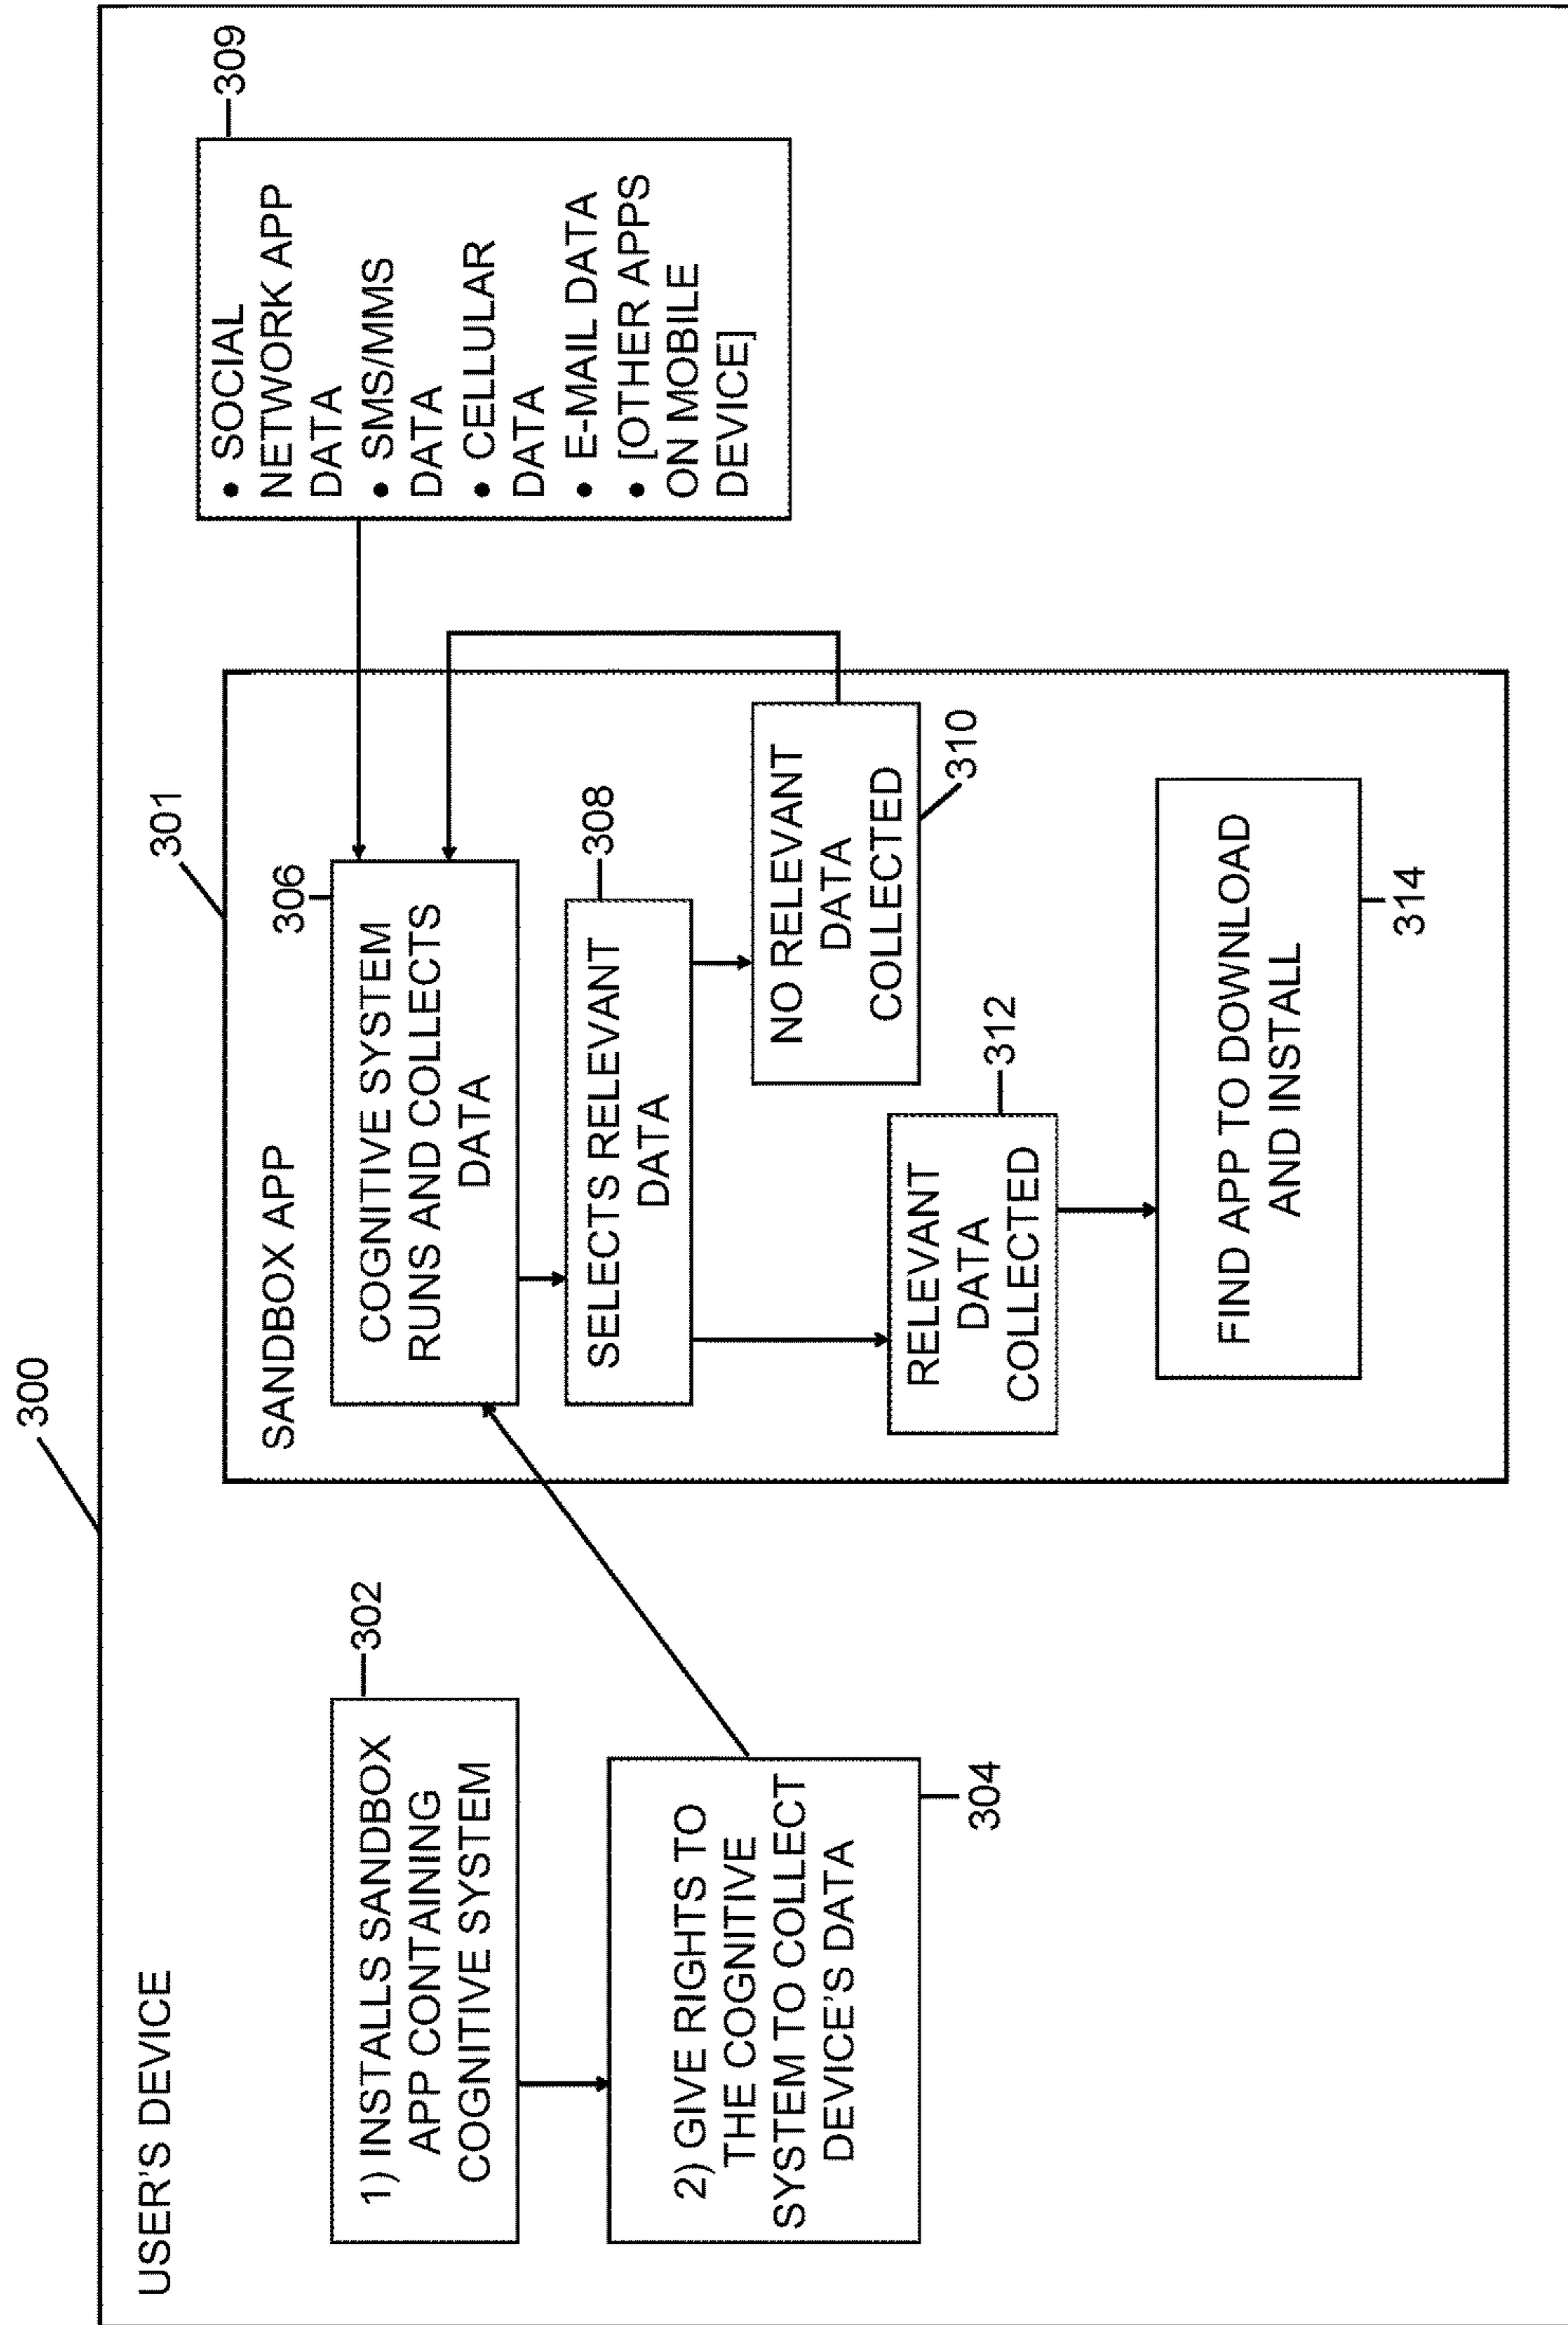 300
USER'S DEVICE
302
1) INSTALLS SANDBOX
APP CONTAINING
COGNITIVE SYSTEM
2) GIVE RIGHTS TO
THE COGNITIVE
SYSTEM TO COLLECT
DEVICE'S DATA
304
301
SANDBOX APP
306
COGNITIVE SYSTEM
RUNS AND COLLECTS
DATA
308
SELECTS RELEVANT
DATA
NO RELEVANT
DATA
COLLECTED
310
312
RELEVANT
DATA
COLLECTED
FIND APP TO DOWNLOAD
AND INSTALL
314
309
• SOCIAL
NETWORK APP
DATA
• SMS/MMS
DATA
• CELLULAR
DATA
• E-MAIL DATA
• [OTHER APPS
ON MOBILE
DEVICE]